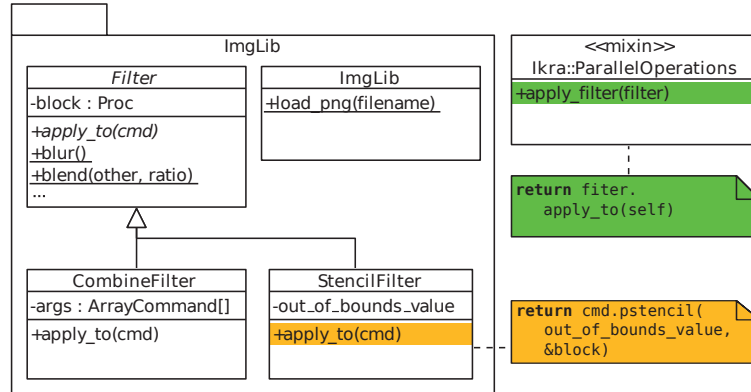 ImgLib
Filter
-block : Proc
+apply_to(cmd)
+blur()
+blend(other, ratio)
...
ImgLib
+load_png(filename)
CombineFilter
-args : ArrayCommand[]
+apply_to(cmd)
StencilFilter
-out_of_bounds_value
+apply_to(cmd)
<<mixin>>
Ikra::ParallelOperations
+apply_filter(filter)
return fiter.
apply_to(self)
return cmd.pstencil(
out_of_bounds_value,
&block)